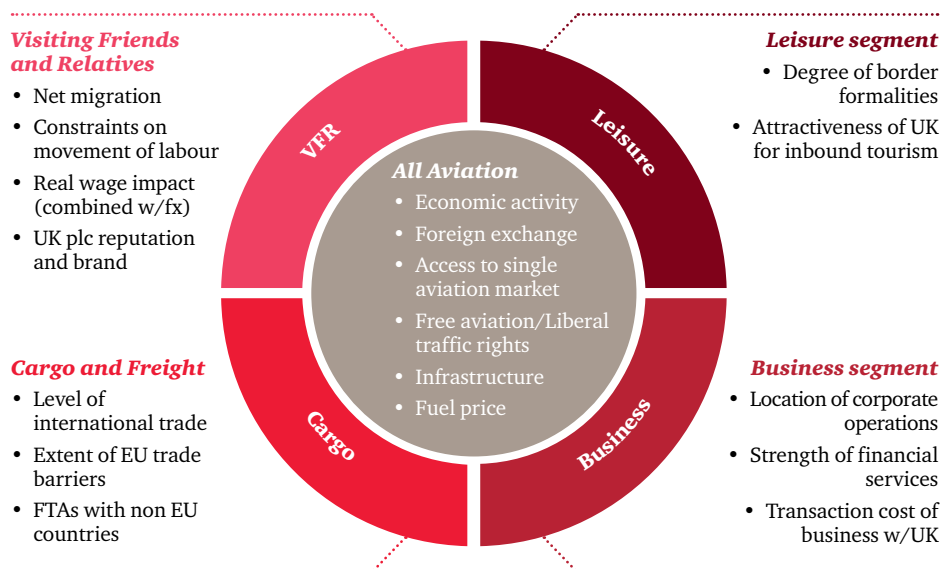 Visiting Friends
and Relatives
• Net migration
• Constraints on
movement of labour
• Real wage impact
(combined w/fx)
• UK plc reputation
and brand
Leisure segment
• Degree of border
formalities
• Attractiveness of UK
for inbound tourism
VFR
Leisure
All Aviation
• Economic activity
• Foreign exchange
• Access to single
aviation market
• Free aviation/Liberal
traffic rights
• Infrastructure
• Fuel price
Cargo
Business
Cargo and Freight
• Level of
international trade
• Extent of EU trade
barriers
• FTAs with non EU
countries
Business segment
• Location of corporate
operations
• Strength of financial
services
• Transaction cost of
business w/UK